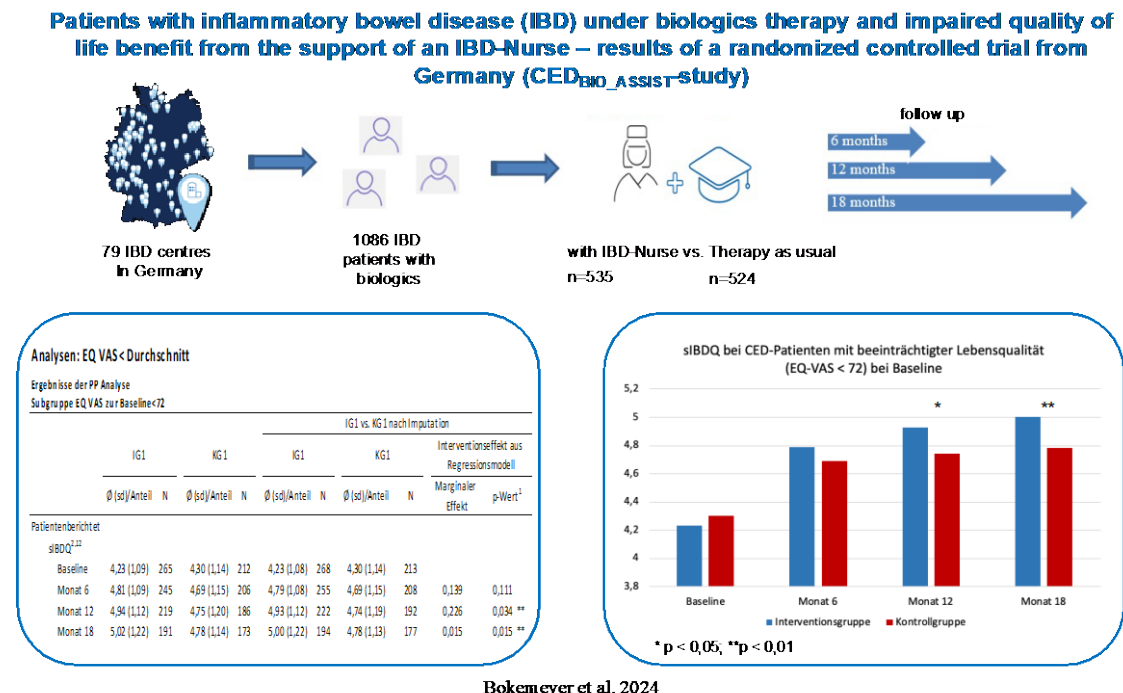 Patients with inflammatory bowel disease (IBD) under biologics therapy and impaired quality of
life benefit from the support of an IBD-Nurse – results of a randomized controlled trial from
Germany (CEDBIO_ASSIST-study)
follow up
6 months
12 months
18 months
79 IBD centres
In Germany
1086 IBD
patients with
biologics
with IBD-Nurse vs. Therapy as usual
n=535 n=524
Analysen: EQ VAS < Durchschnitt
Ergebnisse der PP Analyse
Subgruppe EQ VAS zur Baseline<72
IG1 vs. KG1 nach Imputation
IG1 KG1 IG1 KG1 Interventionseffekt aus
Regressionsmodell
Ø (sd)/Anteil N Ø (sd)/Anteil N Ø (sd)/Anteil N Ø (sd)/Anteil N Marginaler
Effekt p-Wert1
Patientenberichtet
sIBDQ2,12
Baseline 4,23 (1,09) 265 4,30 (1,14) 212 4,23 (1,08) 268 4,30 (1,14) 213
Monat 6 4,81 (1,09) 245 4,69 (1,15) 206 4,79 (1,08) 255 4,69 (1,15) 208 0,139 0,111
Monat 12 4,94 (1,12) 219 4,75 (1,20) 186 4,93 (1,12) 222 4,74 (1,19) 192 0,226 0,034 **
Monat 18 5,02 (1,22) 191 4,78 (1,14) 173 5,00 (1,22) 194 4,78 (1,13) 177 0,015 0,015 **
sIBDQ bei CED-Patienten mit beeinträchtigter Lebensqualität
(EQ-VAS < 72) bei Baseline
5,2
5
4,8
4,6
4,4
4,2
4
3,8
*
**
Baseline Monat 6 Monat 12 Monat 18
Interventionsgruppe Kontrollgruppe
* p < 0,05; **p < 0,01
Bokemeyer et al. 2024